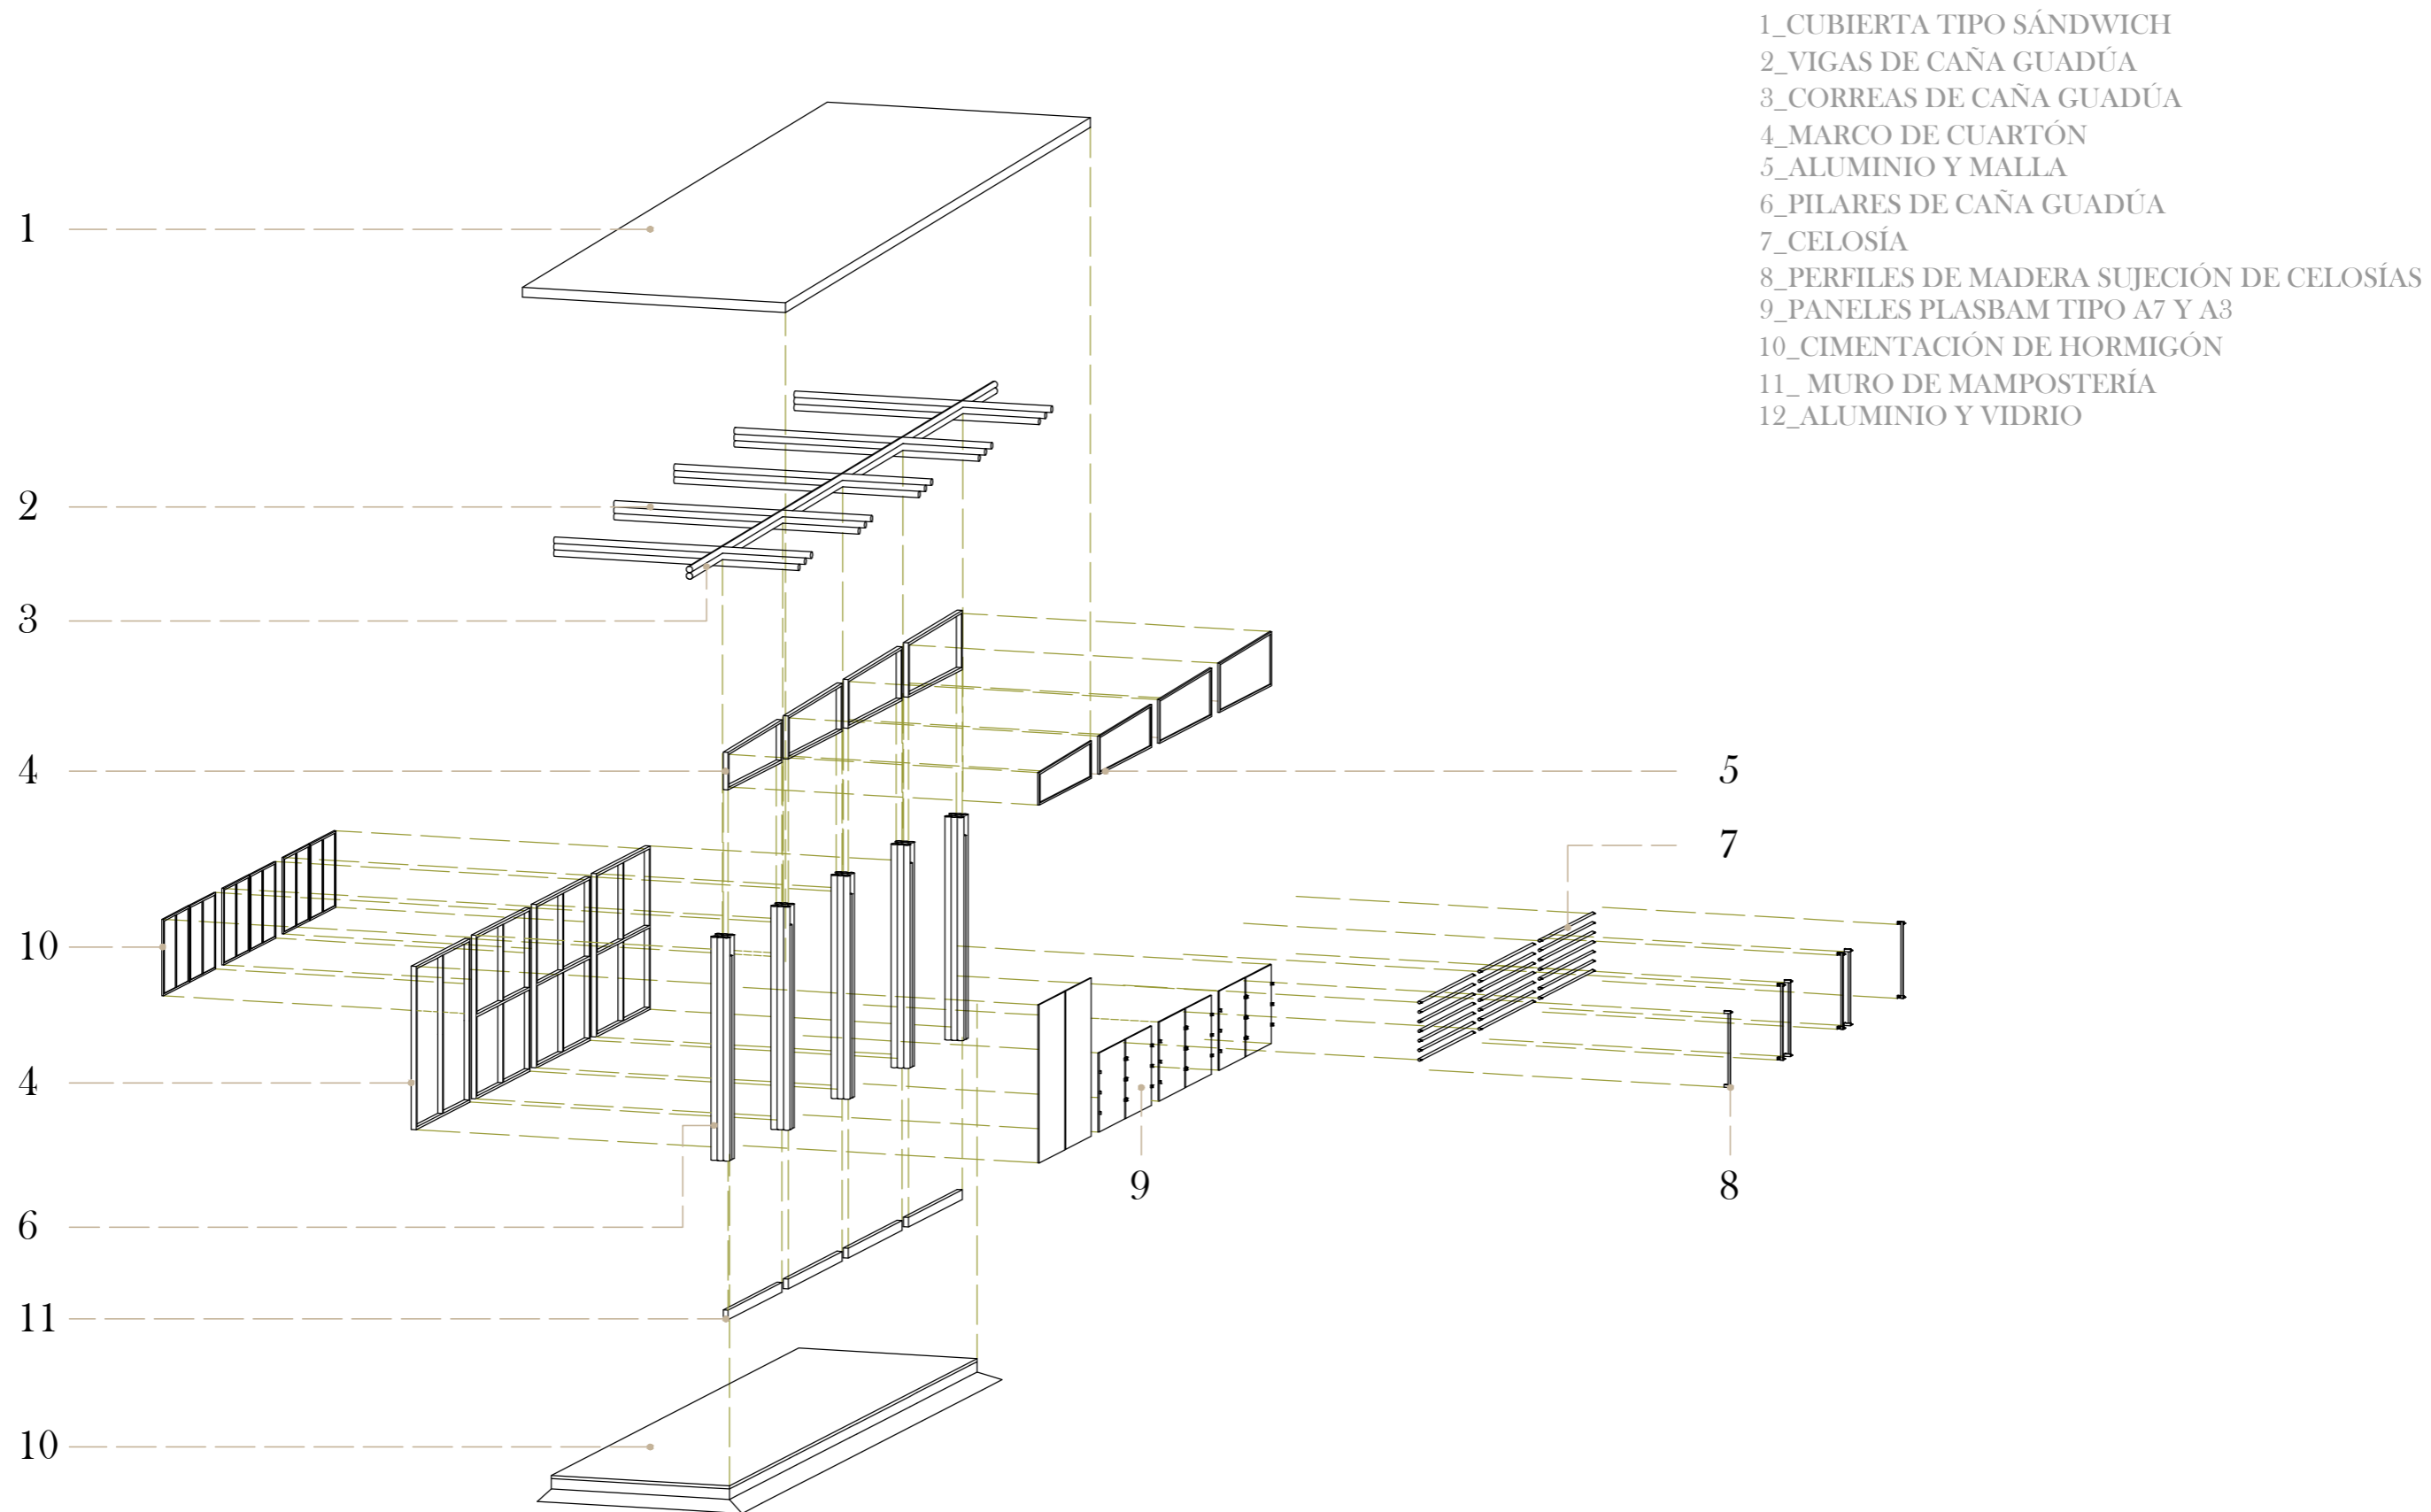 1_CUBIERTA TIPO SÁNDWICH
2_VIGAS DE CAÑA GUADÚA
3_CORREAS DE CAÑA GUADÚA
4_MARCO DE CUARTÓN
5_ALUMINIO Y MALLA
6_PILARES DE CAÑA GUADÚA
7_CELOSÍA
8_PERFILES DE MADERA SUJECIÓN DE CELOSÍAS
9_PANELES PLASBAM TIPO A7 Y A3
10_CIMENTACIÓN DE HORMIGÓN
11_ MURO DE MAMPOSTERÍA
12_ALUMINIO Y VIDRIO
1
2
3
4
5
7
10
4
9
8
6
11
10